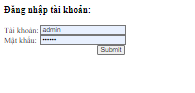 Đăng nhập tài khoản:
Tài khoản: admin
Mật khẩu: ••••••
Submit